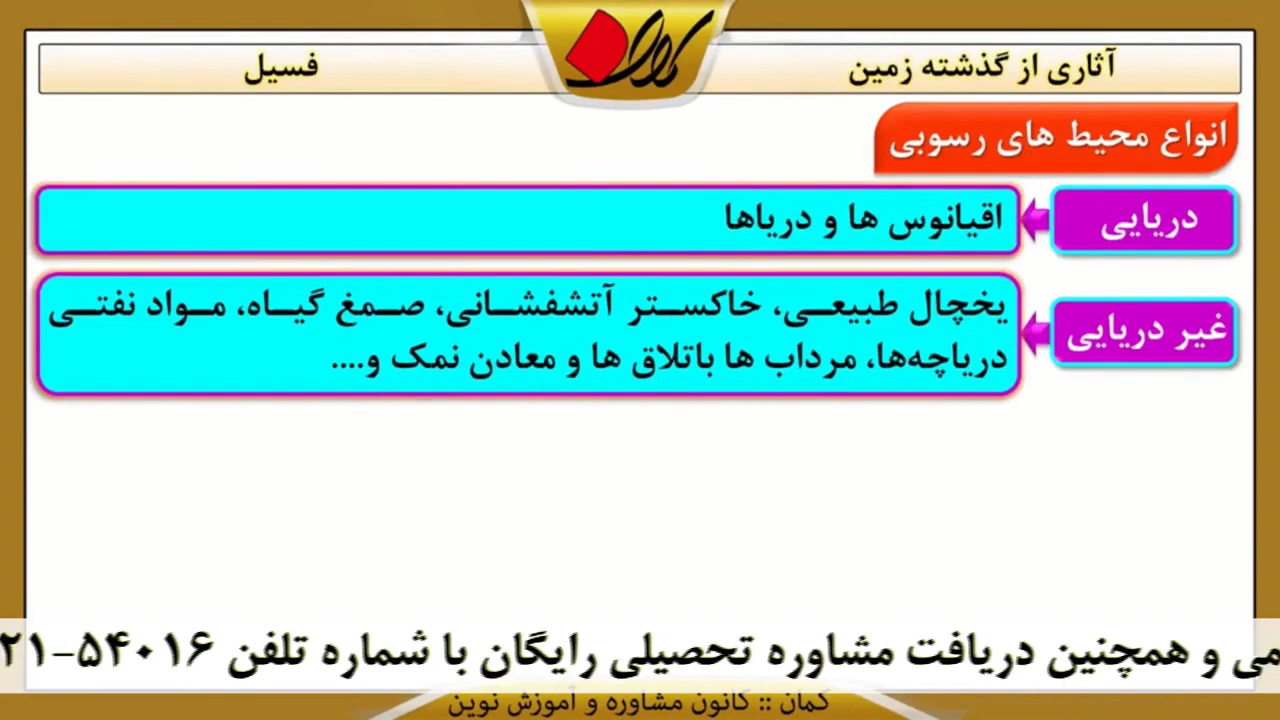 آثاری از گذشته زمین
فسیل
کمان
انواع محیط های رسوبی
دریایی
اقیانوس ها و دریاها
غیر دریایی
یخچال طبیعی، خاکستر آتشفشانی، صمغ گیاه، مواد نفتی
دریاچه‌ها، مرداب ها باتلاق ها و معادن نمک و....
و همچنین دریافت مشاوره تحصیلی رایگان با شماره تلفن ۵۴۰۱۶-۲۱
کمان :: کانون مشاوره و آموزش نوین